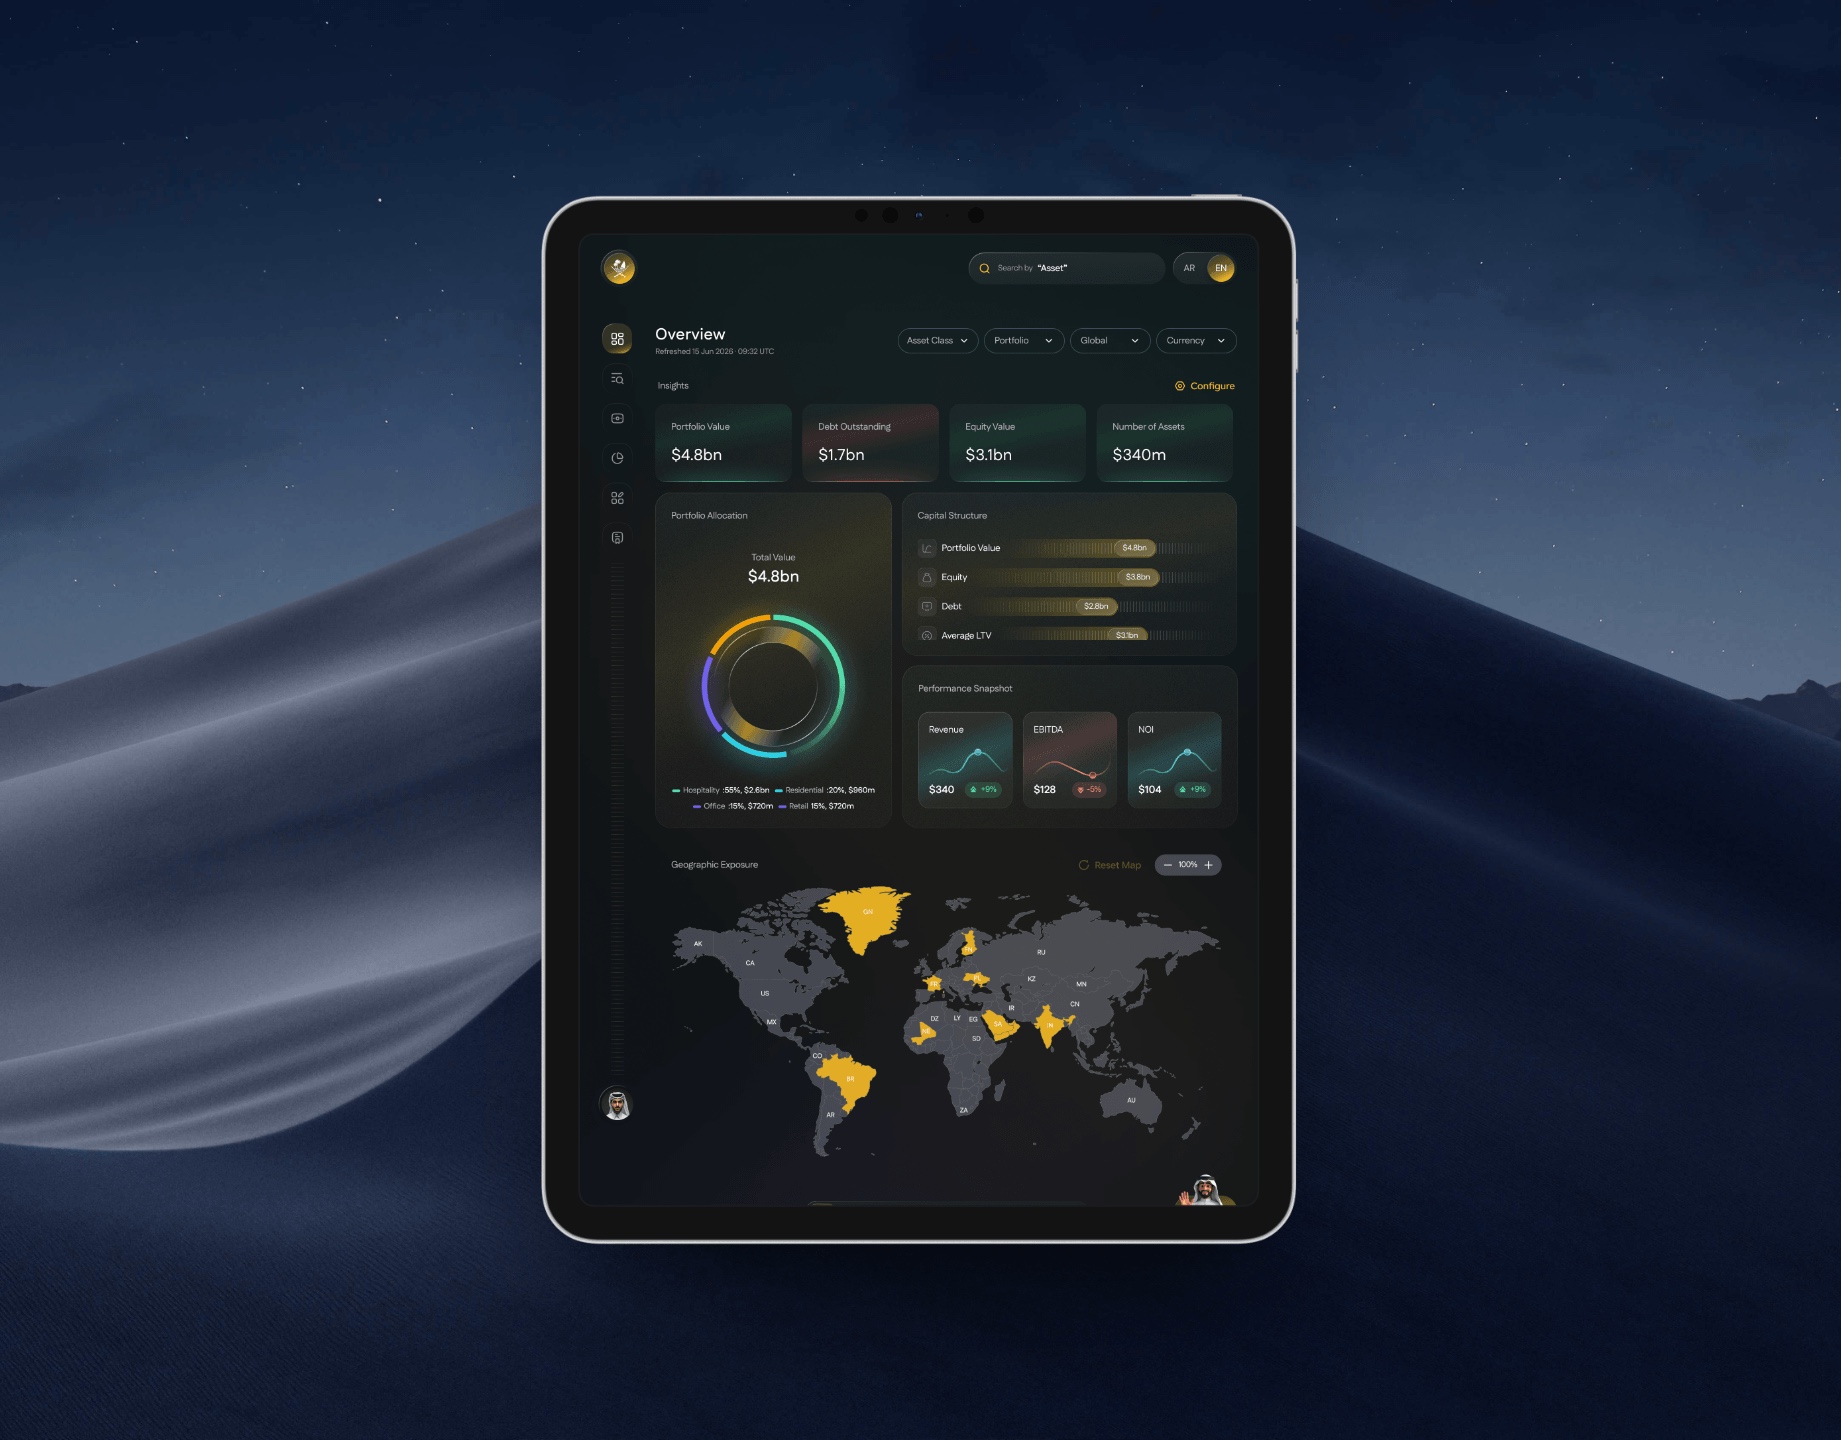 Search by "Asset"
AR
EN
Overview
Refreshed 15 Jun 2026 · 09:32 UTC
Asset Class
Portfolio
Global
Currency
Insights
Configure
Portfolio Value
$4.8bn
Debt Outstanding
$1.7bn
Equity Value
$3.1bn
Number of Assets
$340m
Portfolio Allocation
Total Value
$4.8bn
Hospitality :55%, $2.6bn
Residential :20%, $960m
Office :15%, $720m
Retail 15%, $720m
Capital Structure
Portfolio Value
$4.8bn
Equity
$3.8bn
Debt
$2.8bn
Average LTV
$3.1bn
Performance Snapshot
Revenue
$340
+9%
EBITDA
$128
-5%
NOI
$104
+9%
Geographic Exposure
Reset Map
100%
GN
AK
CA
US
MX
CO
BR
AR
RU
KZ
MN
CN
FR
IR
DZ
LY
EG
SA
IN
SD
ZA
AU